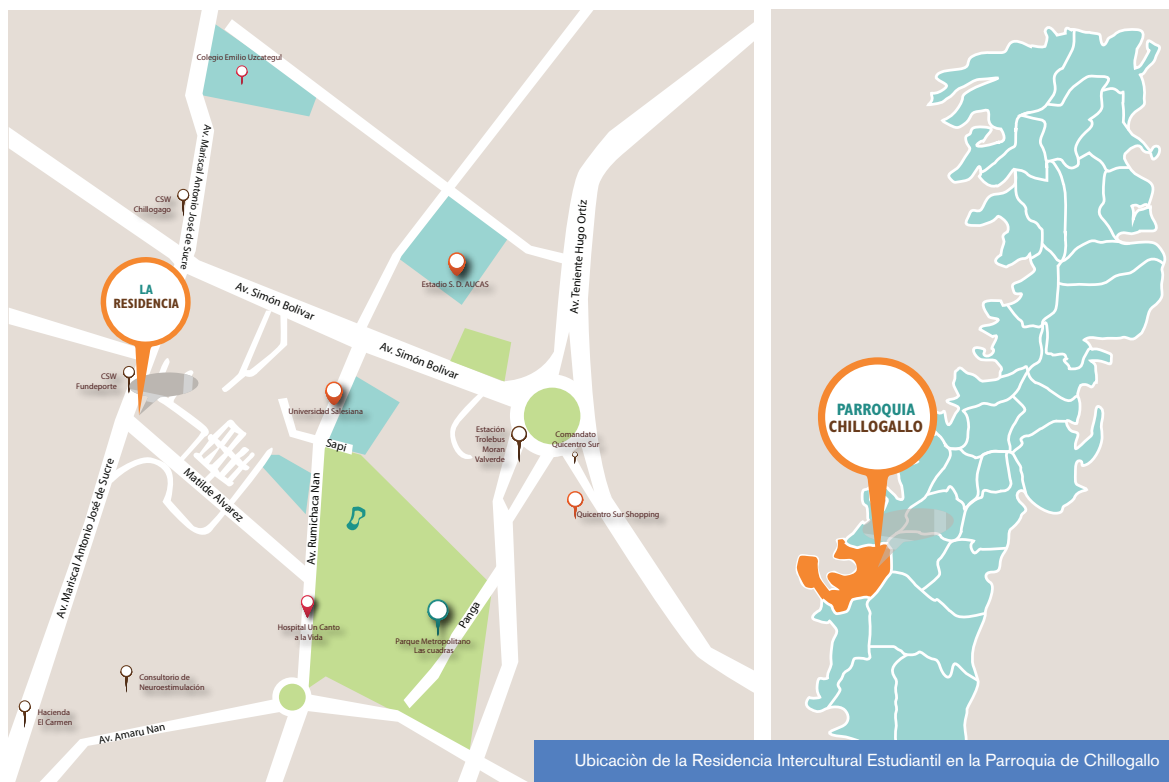 Colegio Emilio Uzcategul
Av. Mariscal Antonio José de Sucre
CSW
Chillogago
Av. Teniente Hugo Ortiz
Estadio S. D. AUCAS
LA
RESIDENCIA
Av. Simón Bolivar
Av. Simón Bolivar
CSW
Fundeporte
Universidad Salesiana
Sapi
Estación
Trolebus
Moran
Valverde
Comandato
Quicentro Sur
Quicentro Sur Shopping
Matilde Alvarez
Av. Rumichaca Nan
Av. Mariscal Antonio José de Sucre
Hospital Un Canto
a la Vida
Parque Metropolitano
Las cuadras
Panga
Consultorio de
Neuroestimulación
Hacienda
El Carmen
Av. Amaru Nan
PARROQUIA
CHILLOGALLO
Ubicaciòn de la Residencia Intercultural Estudiantil en la Parroquia de Chillogallo